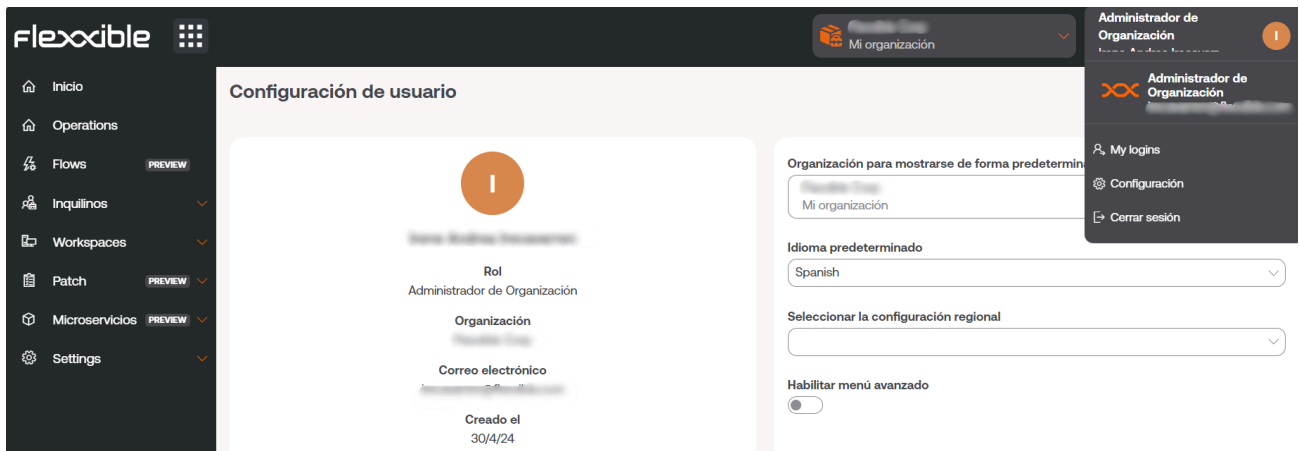 Flexxible
Mi organización
Administrador de
Organización
I
Administrador de
Organización
My logins
Configuración
Cerrar sesión
Inicio
Operations
Flows PREVIEW
Inquilinos
Workspaces
Patch PREVIEW
Microservicios PREVIEW
Settings
Configuración de usuario
I
Rol
Administrador de Organización
Organización
Correo electrónico
Creado el
30/4/24
Organización para mostrarse de forma predetermin
Mi organización
Idioma predeterminado
Spanish
Seleccionar la configuración regional
Habilitar menú avanzado